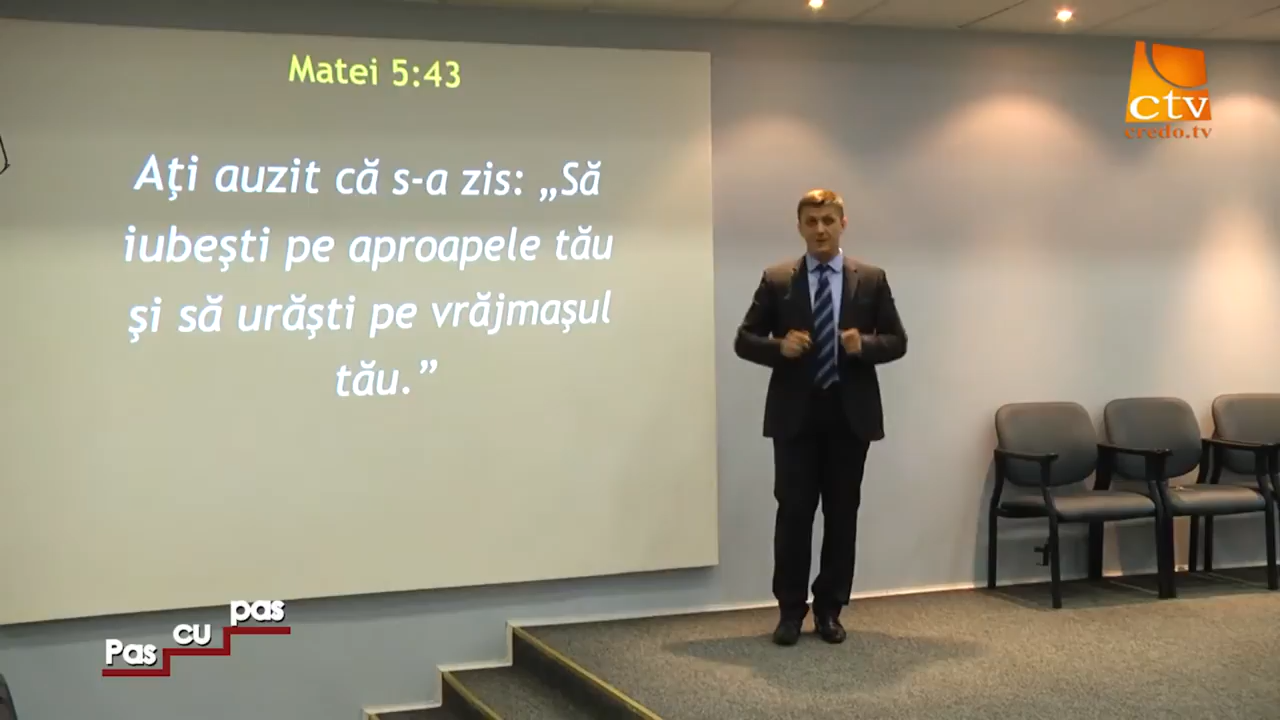 Matei 5:43
Aţi auzit că s-a zis: „Să
iubeşti pe aproapele tău
şi să urăşti pe vrăjmaşul
tău.”
ctv
credo.tv
Pas cu pas